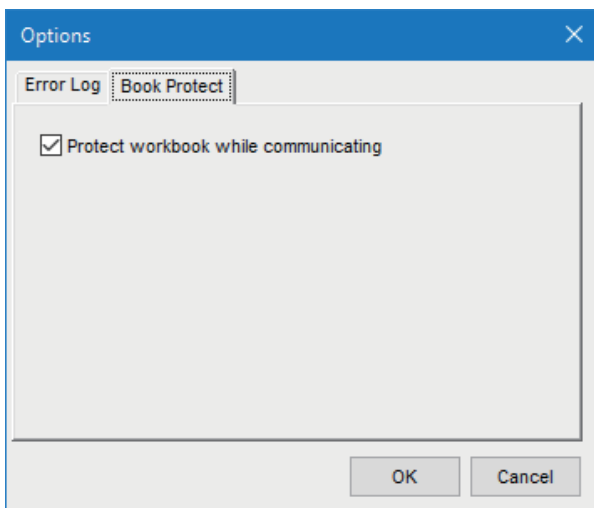 Options
Error Log Book Protect
Protect workbook while communicating
OK Cancel